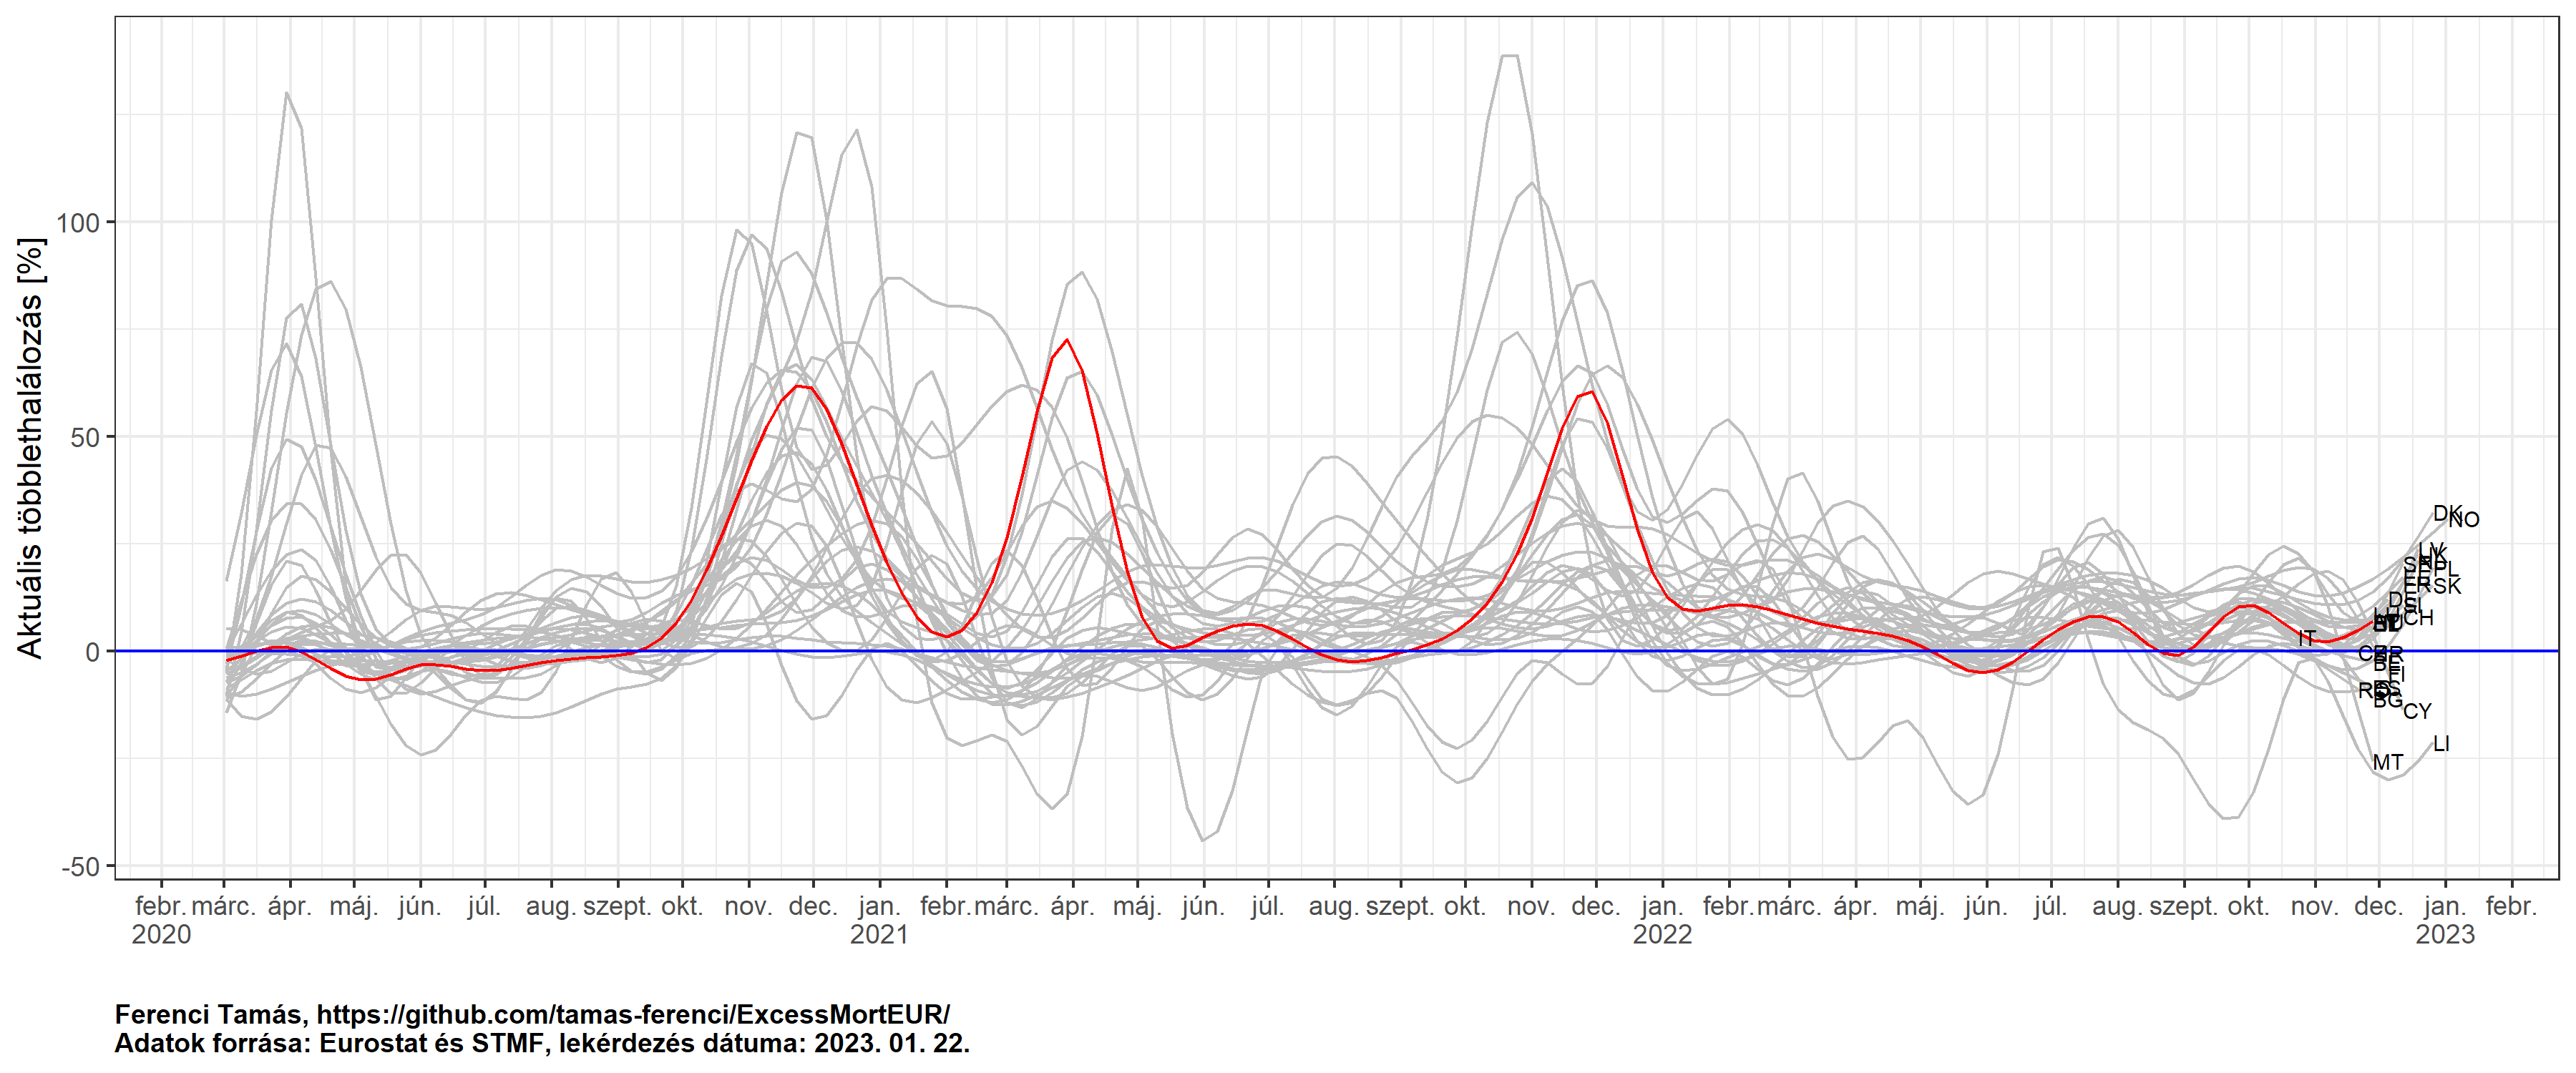 Aktuális többlethalálozás [%]
100
50
0
-50
DK
NO
LV
UK
PL
SK
CH
IT
FI
BG
CY
LI
MT
febr. márc. ápr. máj. jún. júl. aug. szept. okt. nov. dec. jan. febr. márc. ápr. máj. jún. júl. aug. szept. okt. nov. dec. jan. febr. márc. ápr. máj. jún. júl. aug. szept. okt. nov. dec. jan. febr.
2020 2021 2022 2023
Ferenci Tamás, https://github.com/tamas-ferenci/ExcessMortEUR/
Adatok forrása: Eurostat és STMF, lekérdezés dátuma: 2023. 01. 22.